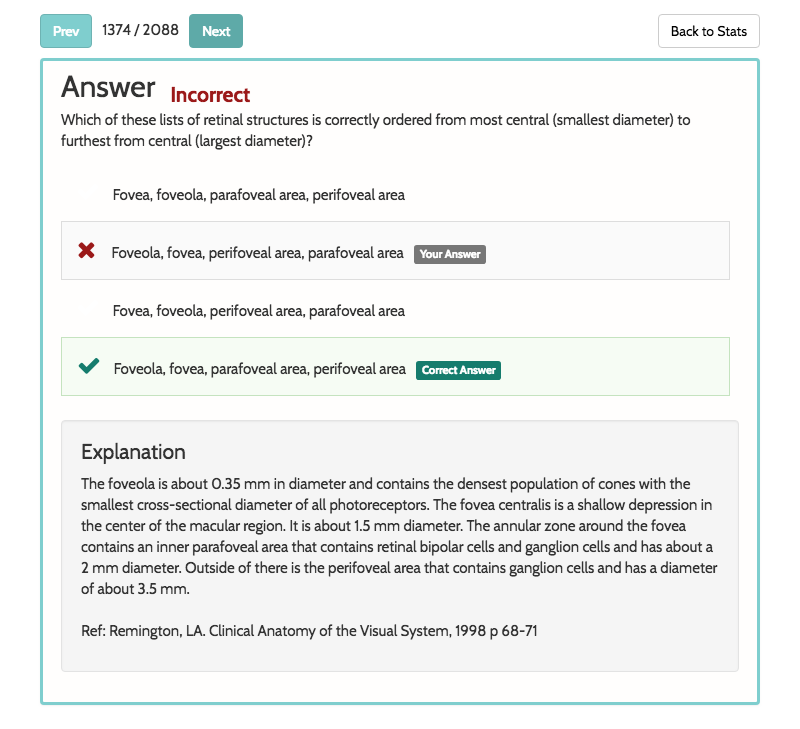 Prev 1374 / 2088 Next Back to Stats
Answer Incorrect
Which of these lists of retinal structures is correctly ordered from most central (smallest diameter) to
furthest from central (largest diameter)?
Fovea, foveola, parafoveal area, perifoveal area
Foveola, fovea, perifoveal area, parafoveal area Your Answer
Fovea, foveola, perifoveal area, parafoveal area
Foveola, fovea, parafoveal area, perifoveal area Correct Answer
Explanation
The foveola is about 0.35 mm in diameter and contains the densest population of cones with the
smallest cross-sectional diameter of all photoreceptors. The fovea centralis is a shallow depression in
the center of the macular region. It is about 1.5 mm diameter. The annular zone around the fovea
contains an inner parafoveal area that contains retinal bipolar cells and ganglion cells and has about a
2 mm diameter. Outside of there is the perifoveal area that contains ganglion cells and has a diameter
of about 3.5 mm.
Ref: Remington, LA. Clinical Anatomy of the Visual System, 1998 p 68-71